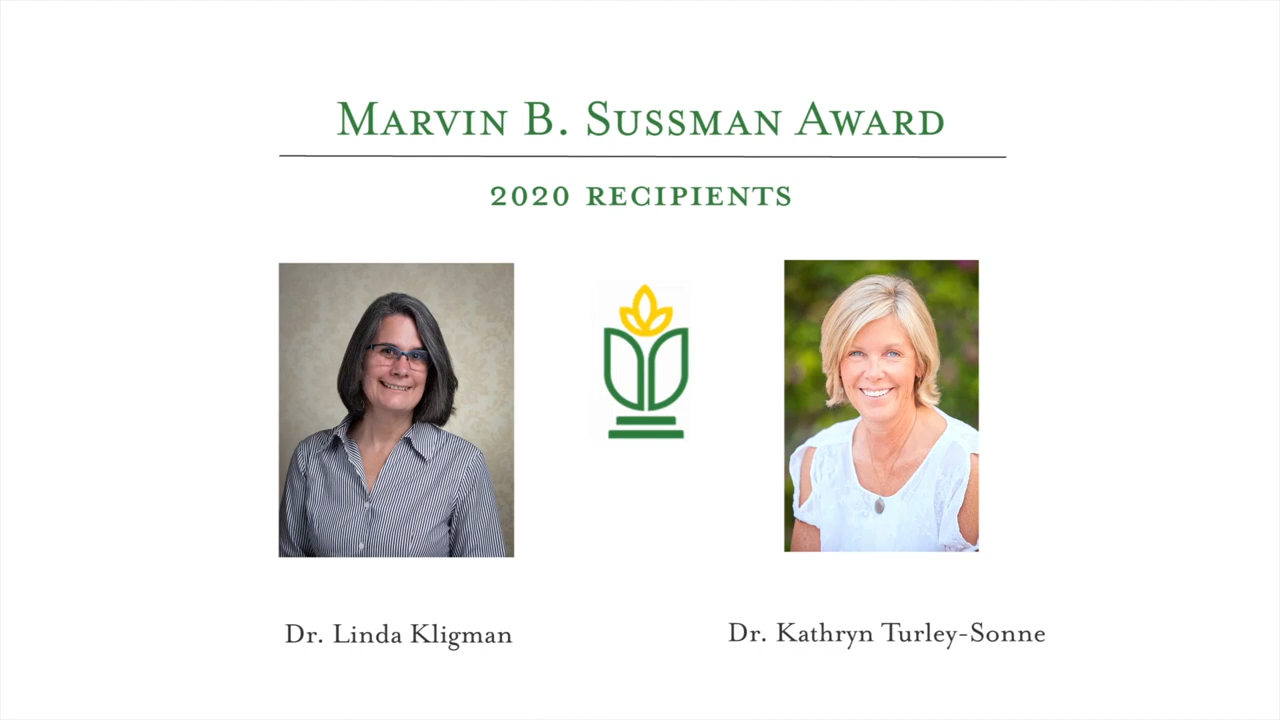 Marvin B. Sussman Award
2020 RECIPIENTS
Dr. Linda Kligman
Dr. Kathryn Turley-Sonne